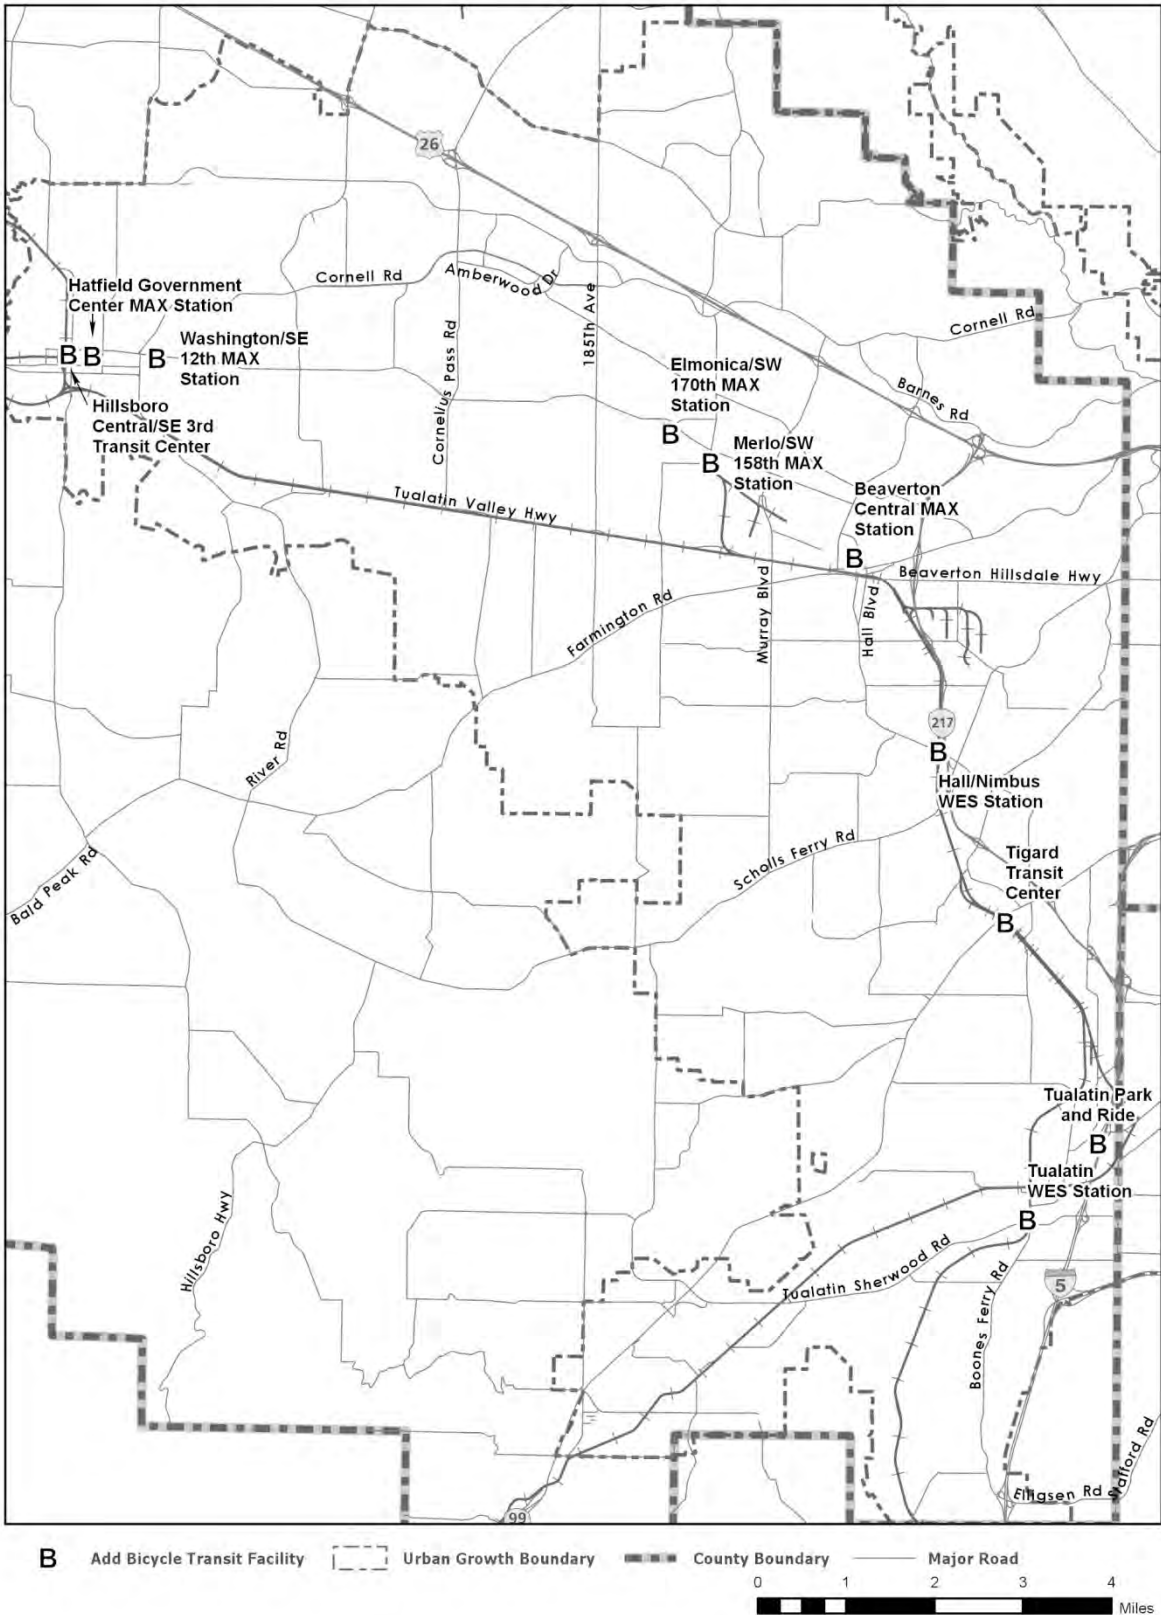 26
Hatfield Government
Center MAX Station
Cornell Rd
Amberwood Dr
185Th Ave
Cornell Rd
B B B
Washington/SE
12th MAX
Station
Cornelius Pass Rd
Elmonica/SW
170th MAX
Station
Barnes Rd
Hillsboro
Central/SE 3rd
Transit Center
B
B
Merlo/SW
158th MAX
Station
Tualatin Valley Hwy
Beaverton
Central MAX
Station
B
Beaverton Hillsdale Hwy
Farmington Rd
Murray Blvd
Hall Blvd
217
River Rd
B
Hall/Nimbus
WES Station
Scholls Ferry Rd
Bald Peak Rd
Tigard
Transit
Center
B
Tualatin Park
and Ride
B
Tualatin
WES Station
B
Hillsboro Hwy
Tualatin Sherwood Rd
5
Boones Ferry Rd
Stafford Rd
Elligsen Rd
99
B Add Bicycle Transit Facility Urban Growth Boundary County Boundary Major Road
0 1 2 3 4
Miles